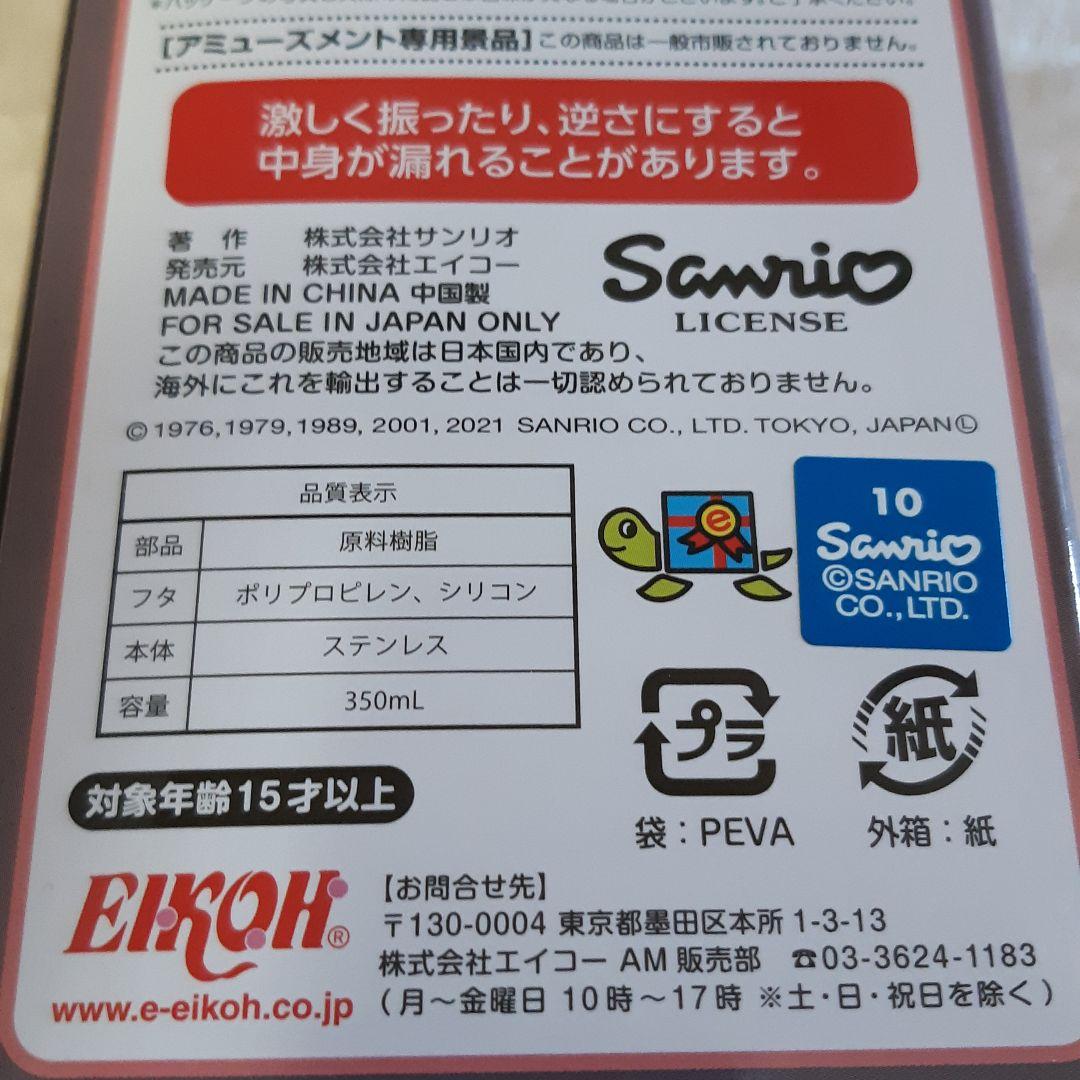 [アミューズメント専用景品]この商品は一般市販されておりません。
激しく振ったり、逆さにすると
中身が漏れることがあります。
著 作 株式会社サンリオ
発売元 株式会社エイコー
MADE IN CHINA 中国製
FOR SALE IN JAPAN ONLY
この商品の販売地域は日本国内であり、
海外にこれを輸出することは一切認められておりません。
Sanrio
LICENSE
© 1976,1979,1989, 2001, 2021 SANRIO CO., LTD. TOKYO, JAPAN Ⓛ
品質表示
部品 原料樹脂
フタ ポリプロピレン、シリコン
本体 ステンレス
容量 350mL
e
10
Sanrio
©SANRIO
CO.,LTD.
プラ
袋：PEVA
紙
外箱：紙
対象年齢15才以上
EIKOH®
www.e-eikoh.co.jp
【お問合せ先】
〒130-0004 東京都墨田区本所 1-3-13
株式会社エイコー AM 販売部 ☎03-3624-1183
(月～金曜日 10時～17時 ※土・日・祝日を除く)